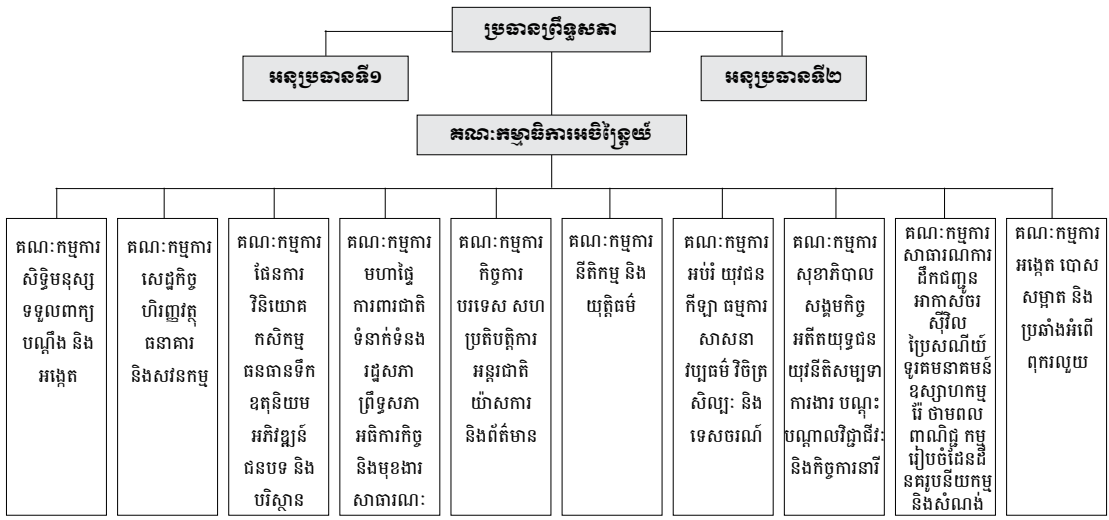 ប្រធានព្រឹទ្ធសភា
អនុប្រធានទី១
អនុប្រធានទី២
គណៈកម្មាធិការអចិន្ត្រៃយ៍
គណៈកម្មការ
សិទ្ធិមនុស្ស
ទទួលពាក្យ
បណ្ដឹង និង
អង្កេត
គណៈកម្មការ
សេដ្ឋកិច្ច
ហិរញ្ញវត្ថុ
ធនាគារ
និងសវនកម្ម
គណៈកម្មការ
ផែនការ
វិនិយោគ
កសិកម្ម
ធនធានទឹក
ឧតុនិយម
អភិវឌ្ឍន៍
ជនបទ និង
បរិស្ថាន
គណៈកម្មការ
មហាផ្ទៃ
ការពារជាតិ
ទំនាក់ទំនង
រដ្ឋសភា
ព្រឹទ្ធសភា
អធិការកិច្ច
និងមុខងារ
សាធារណៈ
គណៈកម្មការ
កិច្ចការ
បរទេស សហ
ប្រតិបត្តិការ
អន្តរជាតិ
យ៉ាសការ
និងព័ត៌មាន
គណៈកម្មការ
នីតិកម្ម និង
យុត្តិធម៌
គណៈកម្មការ
អប់រំ យុវជន
កីឡា ធម្មការ
សាសនា
វប្បធម៌ វិចិត្រ
សិល្បៈ និង
ទេសចរណ៍
គណៈកម្មការ
សុខាភិបាល
សង្គមកិច្ច
អតីតយុទ្ធជន
យុវនីតិសម្បទា
ការងារ បណ្ដុះ
បណ្ដាលវិជ្ជាជីវៈ
និងកិច្ចការនារី
គណៈកម្មការ
សាធារណការ
ដឹកជញ្ជូន
អាកាសចរ
ស៊ីវិល
ប្រៃសណីយ៍
ទូរគមនាគមន៍
ឧស្សាហកម្ម
រ៉ែ ថាមពល
ពាណិជ្ជ កម្ម
រៀបចំដែនដី
នគរូបនីយកម្ម
និងសំណង់
គណៈកម្មការ
អង្កេត បោស
សម្អាត និង
ប្រឆាំងអំពើ
ពុករលួយ